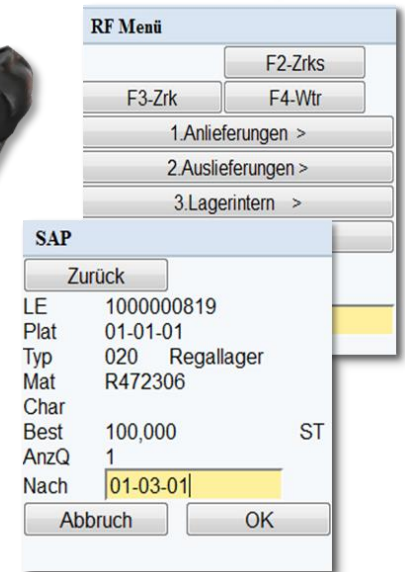 RF Menü
F2-Zrks
F3-Zrk F4-Wtr
1.Anlieferungen >
2.Auslieferungen >
3.Lagerintern >
SAP
Zurück
LE 1000000819
Plat 01-01-01
Typ 020 Regallager
Mat R472306
Char
Best 100,000 ST
AnzQ 1
Nach 01-03-01
Abbruch OK